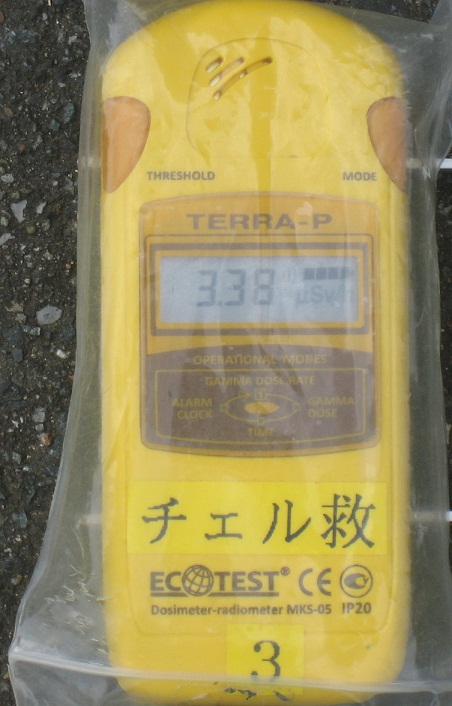 THRESHOLD MODE
TERRA-P
3.38 µSv/h
OPERATIONAL MODES
GAMMA DOSE RATE
ALARM CLOCK
GAMMA DOSE
TIME
チェル救
ECOTEST® CE
Dosimeter-radiometer MKS-05 IP20
3